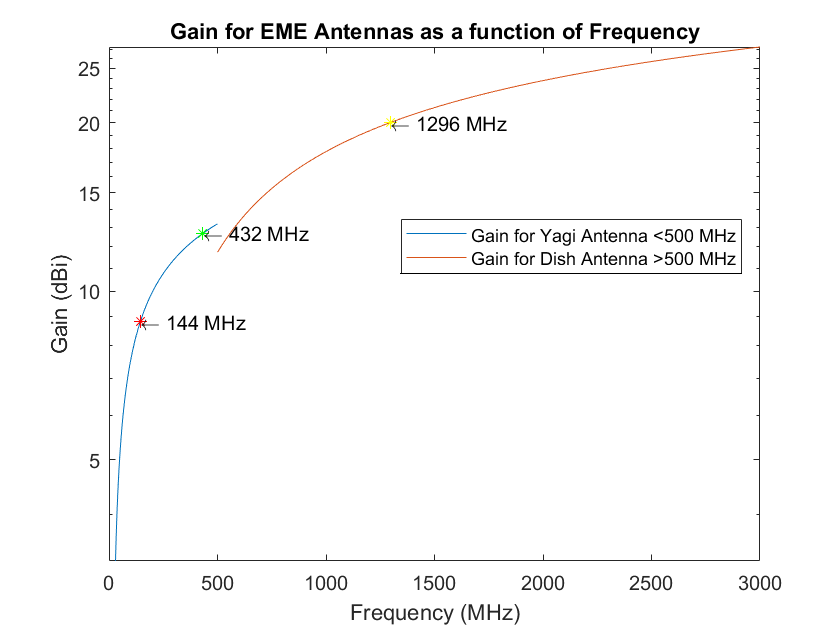 Gain for EME Antennas as a function of Frequency
25
20
1296 MHz
15
432 MHz
Gain for Yagi Antenna <500 MHz
Gain for Dish Antenna >500 MHz
10
144 MHz
5
Gain (dBi)
0 500 1000 1500 2000 2500 3000
Frequency (MHz)